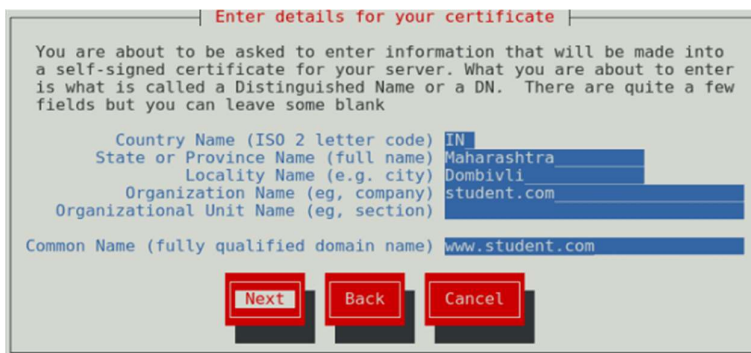 Enter details for your certificate
You are about to be asked to enter information that will be made into
a self-signed certificate for your server. What you are about to enter
is what is called a Distinguished Name or a DN.  There are quite a few
fields but you can leave some blank
Country Name (ISO 2 letter code) IN
State or Province Name (full name) Maharashtra
Locality Name (e.g. city) Dombivli
Organization Name (eg, company) student.com
Organizational Unit Name (eg, section)
Common Name (fully qualified domain name) www.student.com
Next Back Cancel